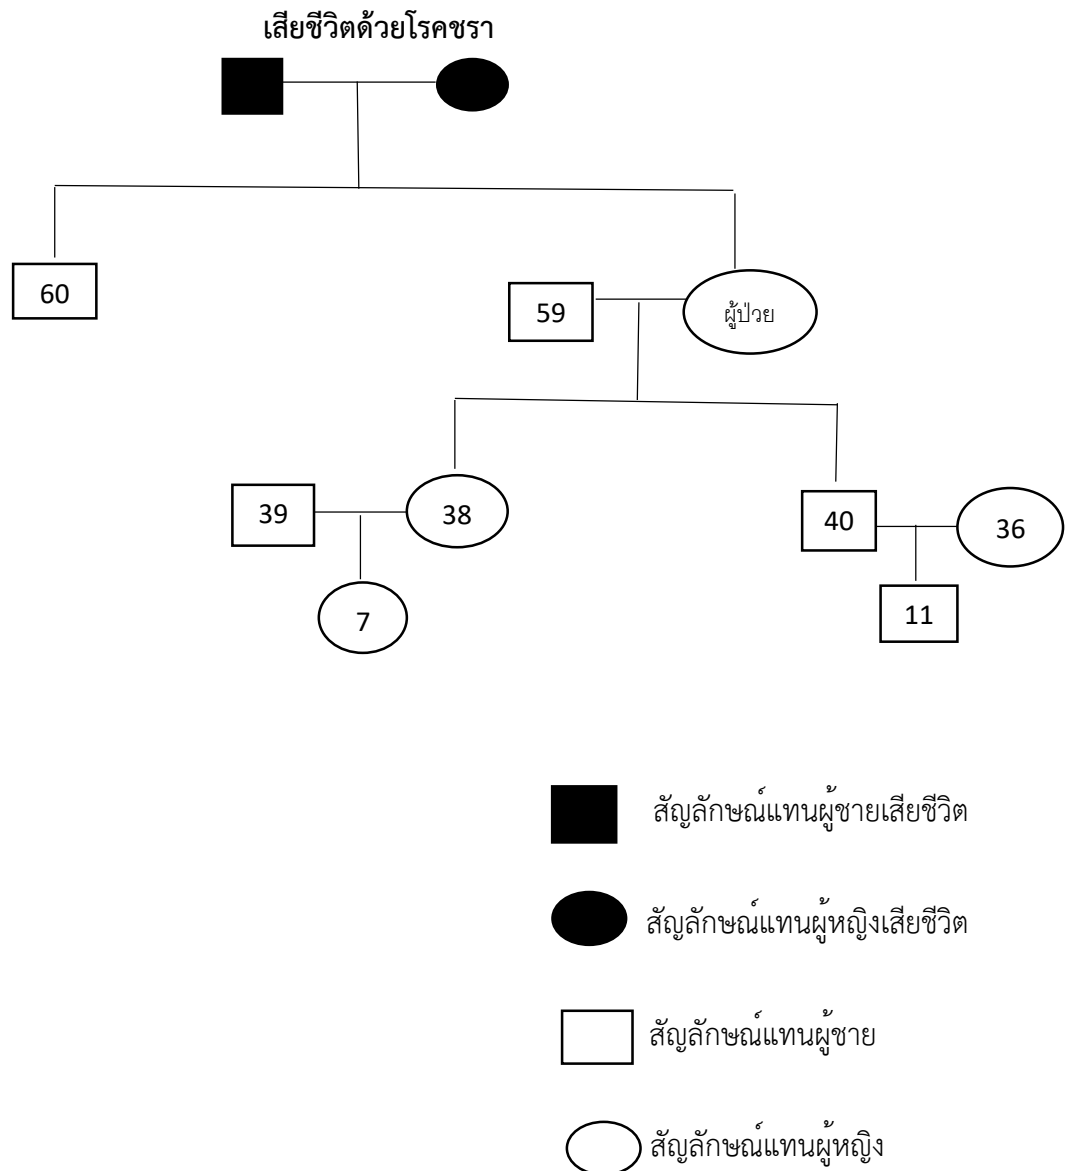 เสียชีวิตด้วยโรคชรา
60
59
ผู้ป่วย
39
38
40
36
7
11
สัญลักษณ์แทนผู้ชายเสียชีวิต
สัญลักษณ์แทนผู้หญิงเสียชีวิต
สัญลักษณ์แทนผู้ชาย
สัญลักษณ์แทนผู้หญิง